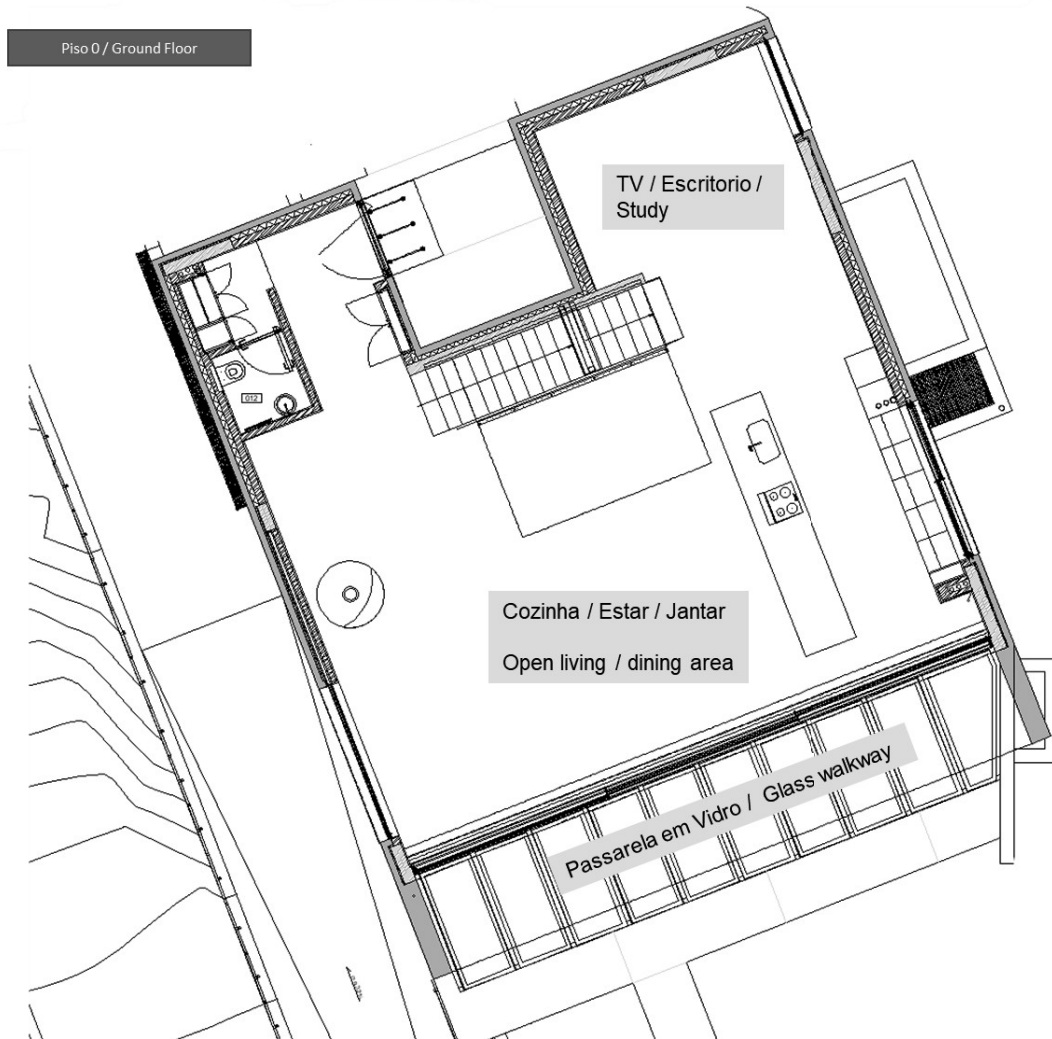 Piso 0 / Ground Floor
TV / Escritorio /
Study
012
Cozinha / Estar / Jantar
Open living / dining area
Passarela em Vidro / Glass walkway